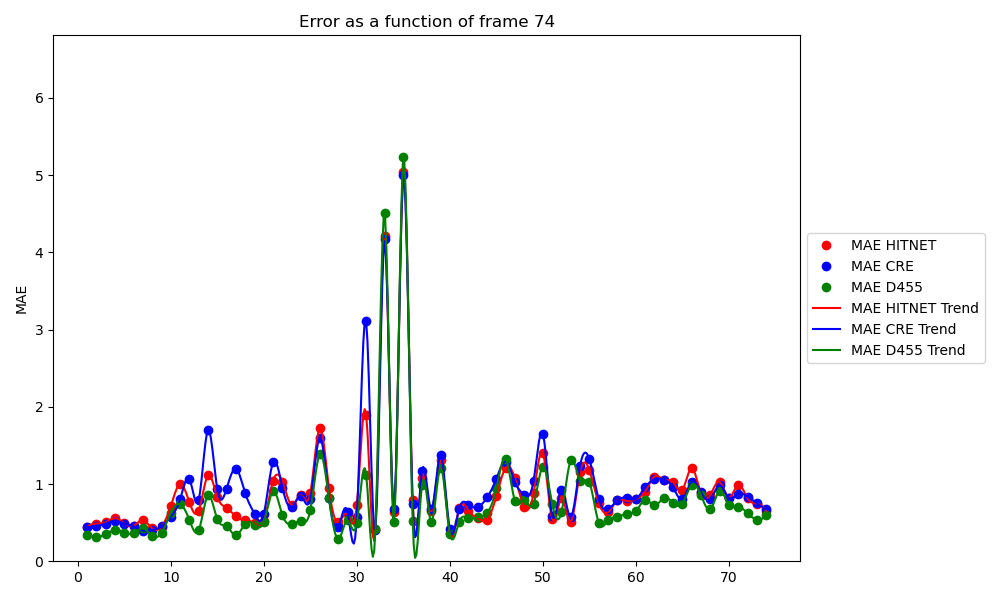 Error as a function of frame 74
MAE
6
5
4
3
2
1
0
0 10 20 30 40 50 60 70
MAE HITNET
MAE CRE
MAE D455
MAE HITNET Trend
MAE CRE Trend
MAE D455 Trend